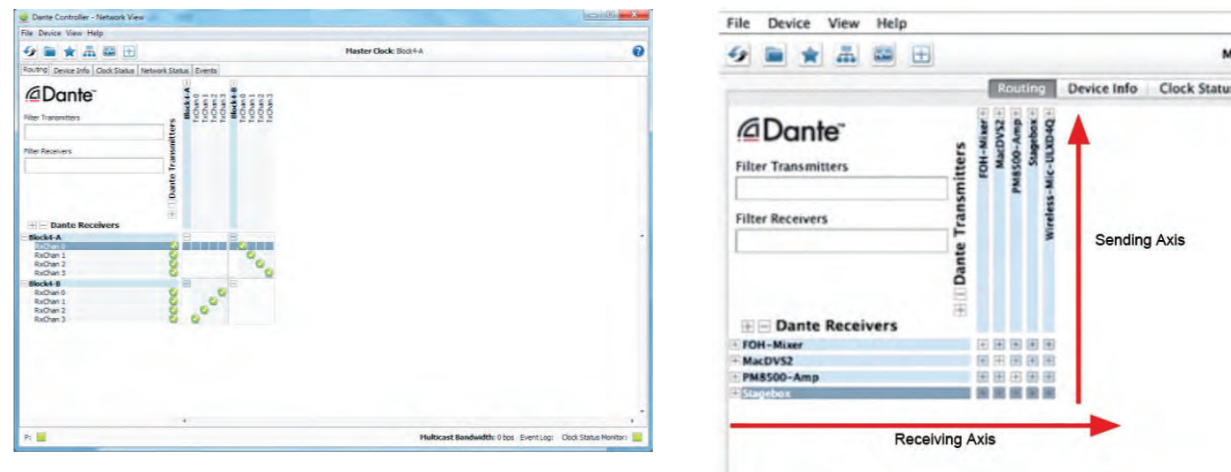 Dante Controller - Network View
File Device View Help
Master Clock: Block4-A
Routing Device Info Clock Status Network Status Events
Dante™
Filter Transmitters
Filter Receivers
Dante Transmitters
Block4-A
TxChan 0
TxChan 1
TxChan 2
TxChan 3
Block4-B
TxChan 0
TxChan 1
TxChan 2
TxChan 3
Dante Receivers
Block4-A
RxChan 0
RxChan 1
RxChan 2
RxChan 3
Block4-B
RxChan 0
RxChan 1
RxChan 2
RxChan 3
P:
Multicast Bandwidth: 0 bps Event Log: Clock Status Monitor:
File Device View Help
M
Routing Device Info Clock Status
Dante™
Filter Transmitters
Filter Receivers
Dante Transmitters
FOH-Mixer
MacDVS2
PM8500-Amp
Stagebox
Wireless-Mic-ULXD4Q
Sending Axis
Dante Receivers
FOH-Mixer
MacDVS2
PM8500-Amp
Stagebox
Receiving Axis